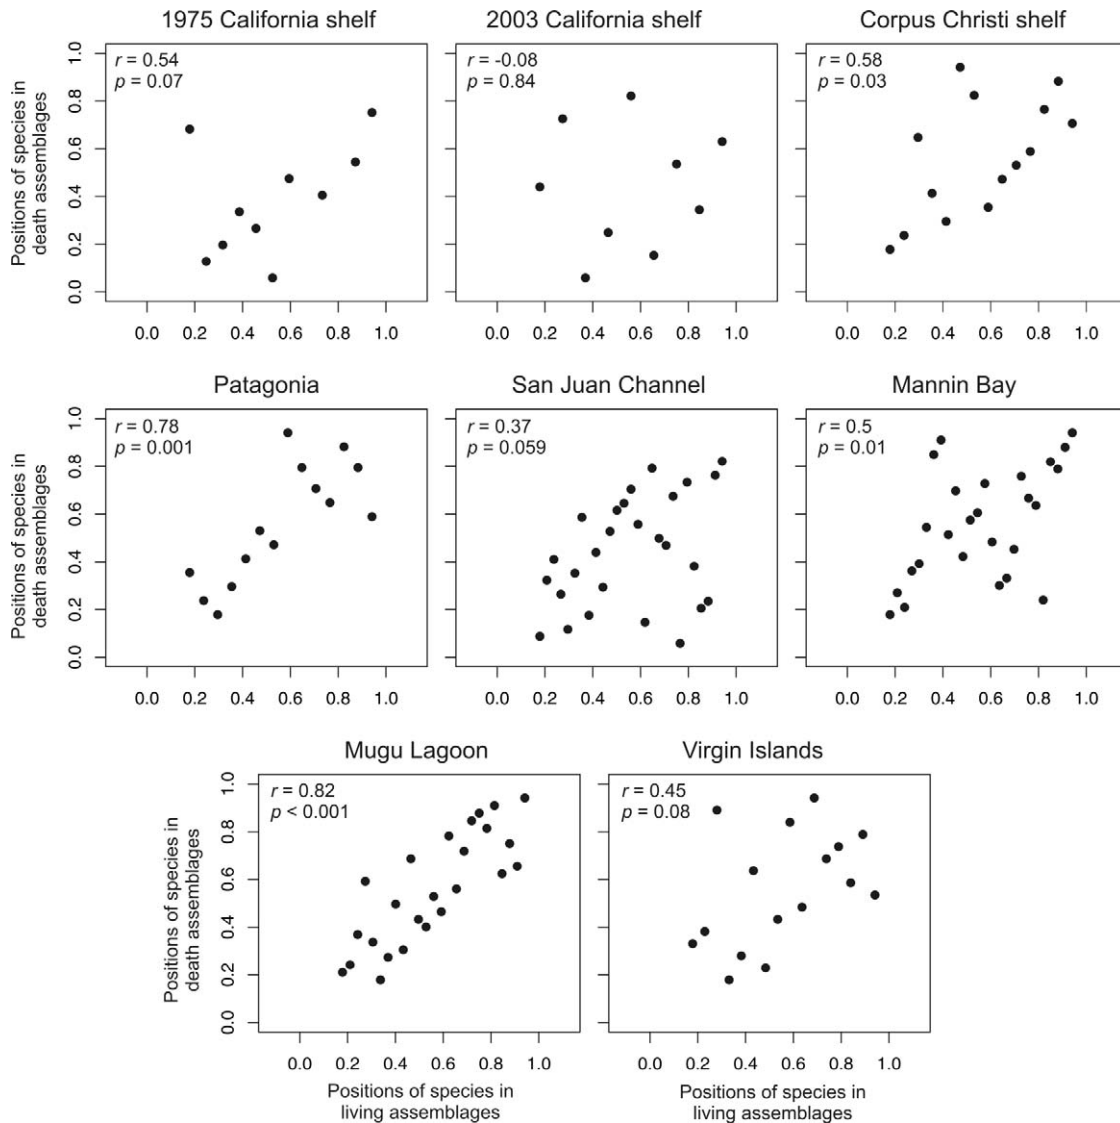 1975 California shelf
2003 California shelf
Corpus Christi shelf
r = 0.54
p = 0.07
r = -0.08
p = 0.84
r = 0.58
p = 0.03
Positions of species in
death assemblages
0.0 0.2 0.4 0.6 0.8 1.0
0.0 0.2 0.4 0.6 0.8 1.0
0.0 0.2 0.4 0.6 0.8 1.0
0.0 0.2 0.4 0.6 0.8 1.0
Patagonia
San Juan Channel
Mannin Bay
r = 0.78
p = 0.001
r = 0.37
p = 0.059
r = 0.5
p = 0.01
Positions of species in
death assemblages
0.0 0.2 0.4 0.6 0.8 1.0
0.0 0.2 0.4 0.6 0.8 1.0
0.0 0.2 0.4 0.6 0.8 1.0
0.0 0.2 0.4 0.6 0.8 1.0
Mugu Lagoon
Virgin Islands
r = 0.82
p < 0.001
r = 0.45
p = 0.08
Positions of species in
death assemblages
0.0 0.2 0.4 0.6 0.8 1.0
0.0 0.2 0.4 0.6 0.8 1.0
0.0 0.2 0.4 0.6 0.8 1.0
Positions of species in
living assemblages
Positions of species in
living assemblages